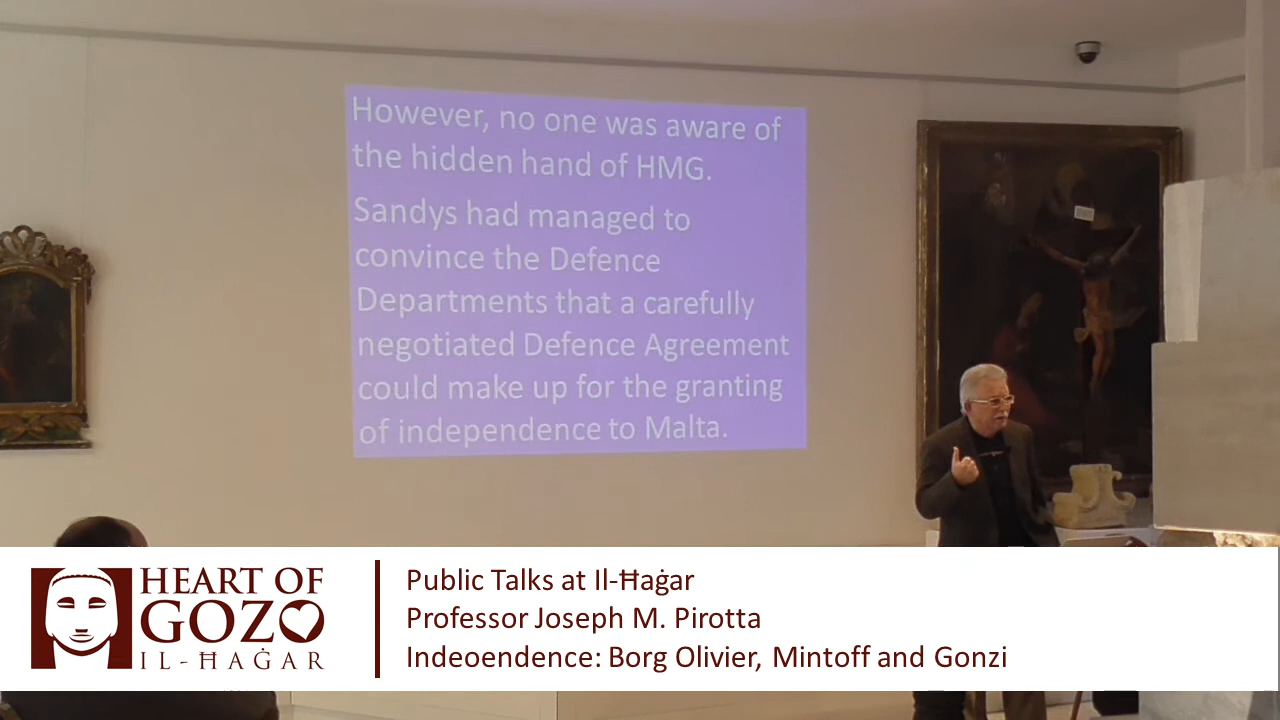 However, no one was aware of
the hidden hand of HMG.
Sandys had managed to
convince the Defence
Departments that a carefully
negotiated Defence Agreement
could make up for the granting
of independence to Malta.
HEART OF
GOZO
IL-ĦAĠAR
Public Talks at Il-Ħaġar
Professor Joseph M. Pirotta
Indeoendence: Borg Olivier, Mintoff and Gonzi